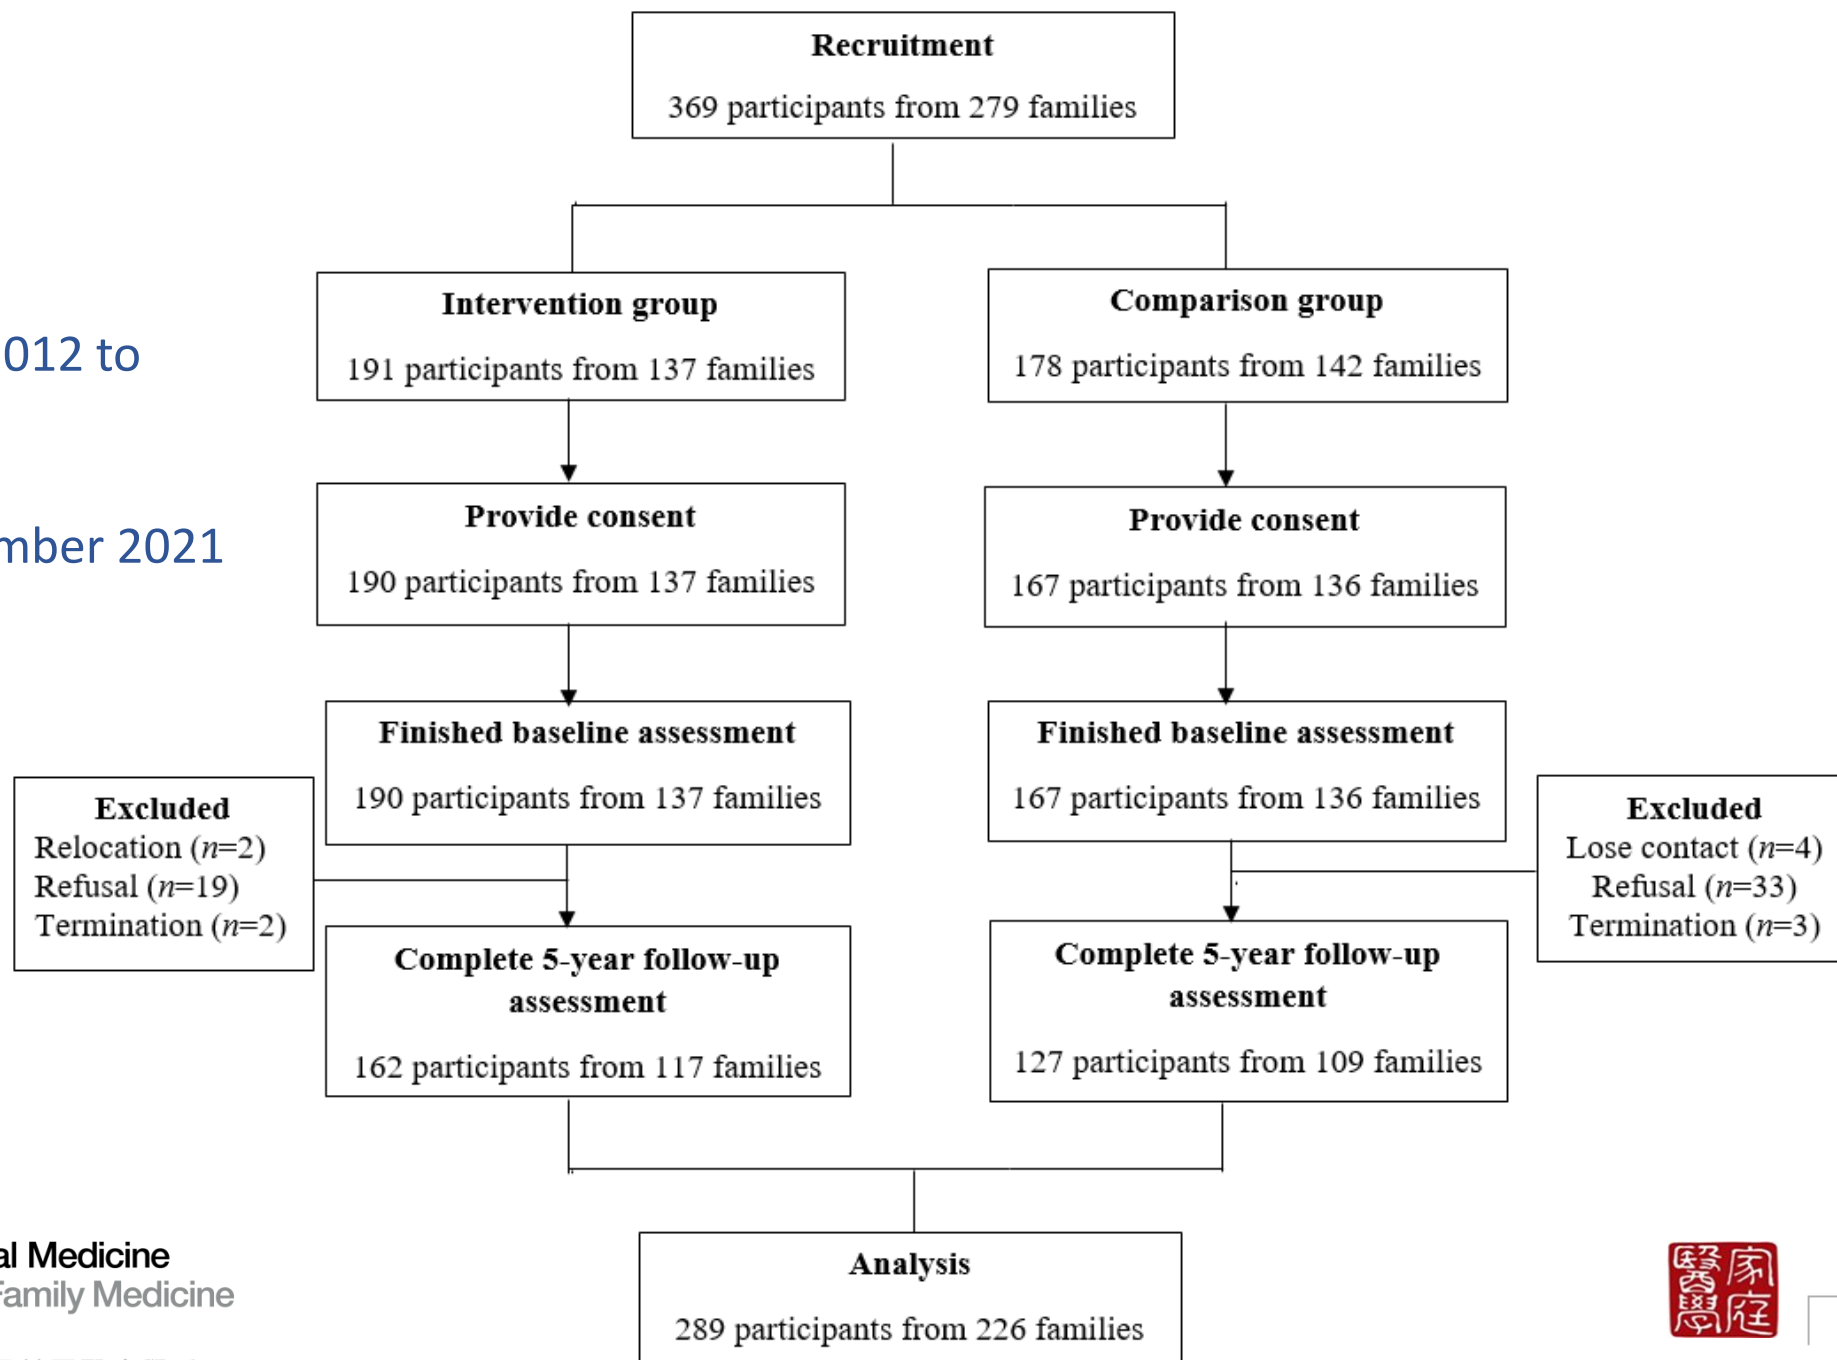 Recruitment
369 participants from 279 families
Intervention group
191 participants from 137 families
Comparison group
178 participants from 142 families
012 to
Provide consent
190 participants from 137 families
Provide consent
167 participants from 136 families
mber 2021
Finished baseline assessment
190 participants from 137 families
Finished baseline assessment
167 participants from 136 families
Excluded
Relocation (n=2)
Refusal (n=19)
Termination (n=2)
Excluded
Lose contact (n=4)
Refusal (n=33)
Termination (n=3)
Complete 5-year follow-up
assessment
162 participants from 117 families
Complete 5-year follow-up
assessment
127 participants from 109 families
Analysis
289 participants from 226 families
al Medicine
Family Medicine
家庭
醫學